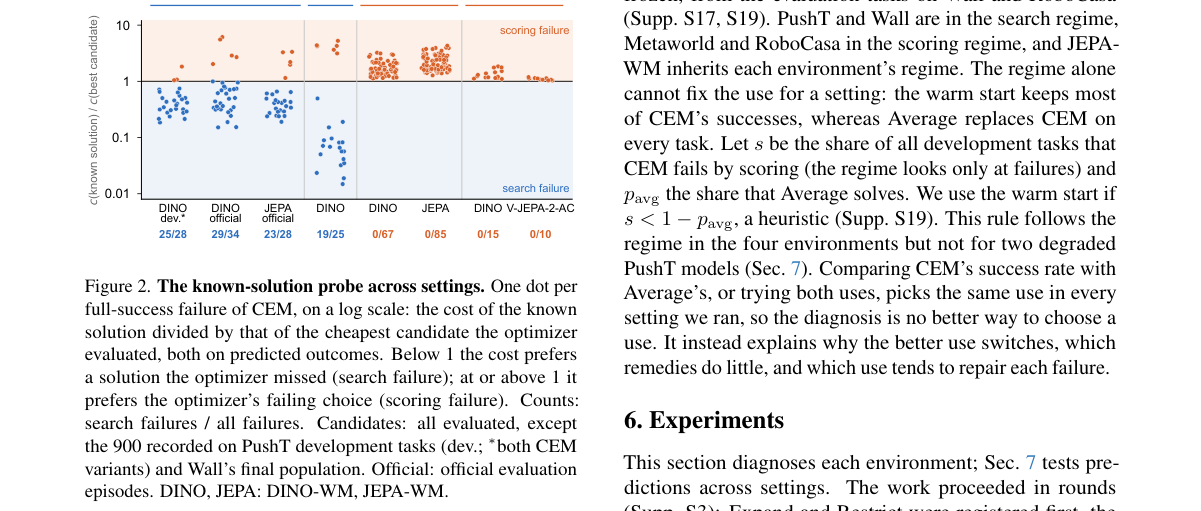 10
1
0.1
0.01
c(known solution) / c(best candidate)
scoring failure
search failure
DINO dev.*
DINO official
JEPA official
DINO
DINO
JEPA
DINO
V-JEPA-2-AC
25/28
29/34
23/28
19/25
0/67
0/85
0/15
0/10
Figure 2. The known-solution probe across settings. One dot per
full-success failure of CEM, on a log scale: the cost of the known
solution divided by that of the cheapest candidate the optimizer
evaluated, both on predicted outcomes. Below 1 the cost prefers
a solution the optimizer missed (search failure); at or above 1 it
prefers the optimizer's failing choice (scoring failure). Counts:
search failures / all failures. Candidates: all evaluated, except
the 900 recorded on PushT development tasks (dev.; *both CEM
variants) and Wall's final population. Official: official evaluation
episodes. DINO, JEPA: DINO-WM, JEPA-WM.
(Supp. S17, S19). PushT and Wall are in the search regime,
Metaworld and RoboCasa in the scoring regime, and JEPA-
WM inherits each environment's regime. The regime alone
cannot fix the use for a setting: the warm start keeps most
of CEM's successes, whereas Average replaces CEM on
every task. Let s be the share of all development tasks that
CEM fails by scoring (the regime looks only at failures) and
p_avg the share that Average solves. We use the warm start if
s < 1 − p_avg, a heuristic (Supp. S19). This rule follows the
regime in the four environments but not for two degraded
PushT models (Sec. 7). Comparing CEM's success rate with
Average's, or trying both uses, picks the same use in every
setting we ran, so the diagnosis is no better way to choose a
use. It instead explains why the better use switches, which
remedies do little, and which use tends to repair each failure.
6. Experiments
This section diagnoses each environment; Sec. 7 tests pre-
dictions across settings. The work proceeded in rounds